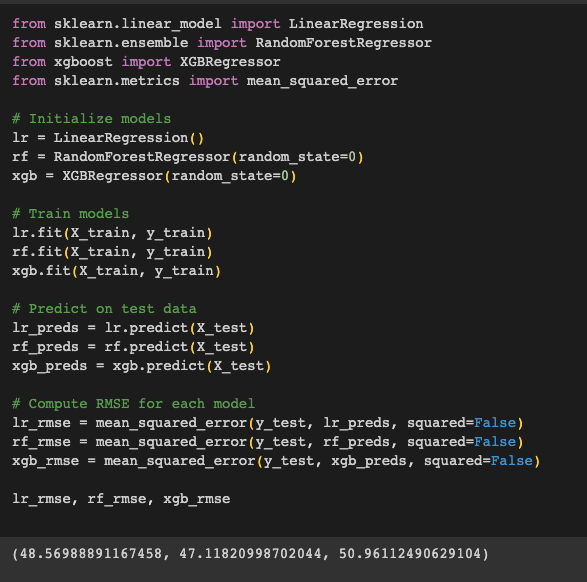 from sklearn.linear_model import LinearRegression
from sklearn.ensemble import RandomForestRegressor
from xgboost import XGBRegressor
from sklearn.metrics import mean_squared_error
# Initialize models
lr = LinearRegression()
rf = RandomForestRegressor(random_state=0)
xgb = XGBRegressor(random_state=0)
# Train models
lr.fit(X_train, y_train)
rf.fit(X_train, y_train)
xgb.fit(X_train, y_train)
# Predict on test data
lr_preds = lr.predict(X_test)
rf_preds = rf.predict(X_test)
xgb_preds = xgb.predict(X_test)
# Compute RMSE for each model
lr_rmse = mean_squared_error(y_test, lr_preds, squared=False)
rf_rmse = mean_squared_error(y_test, rf_preds, squared=False)
xgb_rmse = mean_squared_error(y_test, xgb_preds, squared=False)
lr_rmse, rf_rmse, xgb_rmse
(48.56988891167458, 47.11820998702044, 50.96112490629104)